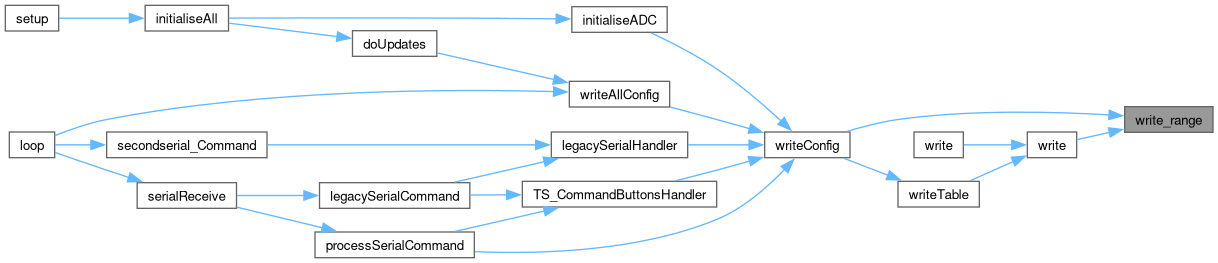 setup
initialiseAll
initialiseADC
doUpdates
writeAllConfig
write_range
loop
secondserial_Command
legacySerialHandler
writeConfig
write
write
serialReceive
legacySerialCommand
TS_CommandButtonsHandler
writeTable
processSerialCommand